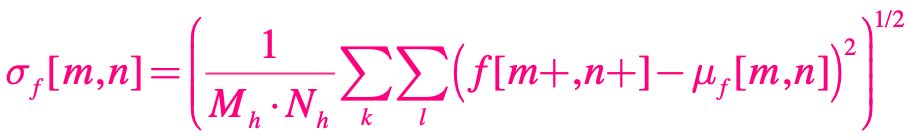 σ_f[m,n] = (1/(M_h·N_h) ∑_k ∑_l (f[m+,n+] − μ_f[m,n])^2)^{1/2}